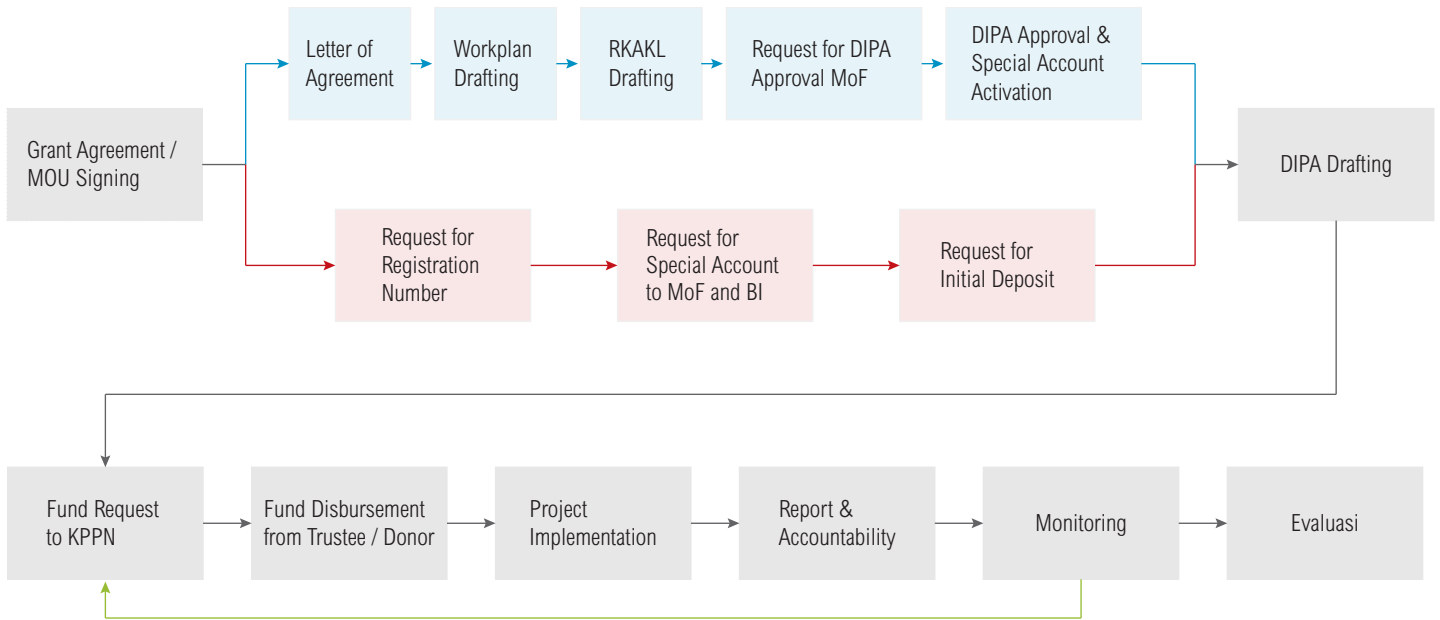 Grant Agreement /
MOU Signing
Letter of
Agreement
Workplan
Drafting
RKAKL
Drafting
Request for DIPA
Approval MoF
DIPA Approval &
Special Account
Activation
Request for
Registration
Number
Request for
Special Account
to MoF and BI
Request for
Initial Deposit
DIPA Drafting
Fund Request
to KPPN
Fund Disbursement
from Trustee / Donor
Project
Implementation
Report &
Accountability
Monitoring
Evaluasi